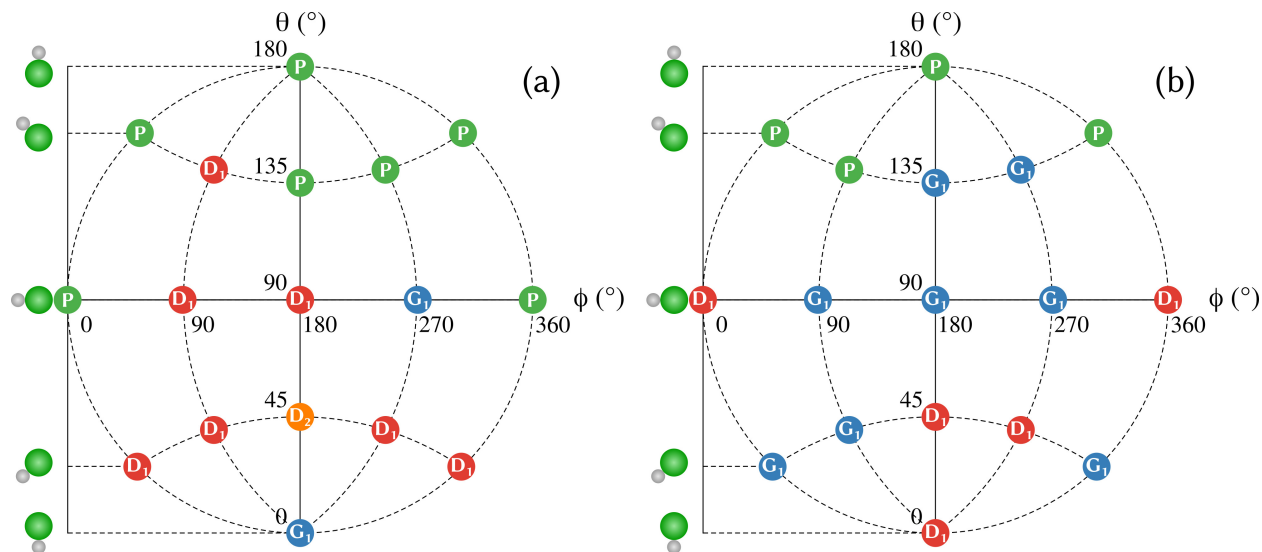 θ (°)
180
P
(a)
P
P
D₁
135
P
P
90
P
D₁
D₁
G₁
P
ϕ (°)
0
90
180
270
360
45
D₂
D₁
D₁
D₁
D₁
0
G₁
θ (°)
180
P
(b)
P
P
P
135
G₁
G₁
90
D₁
G₁
G₁
G₁
D₁
ϕ (°)
0
90
180
270
360
45
D₁
G₁
D₁
G₁
G₁
0
D₁